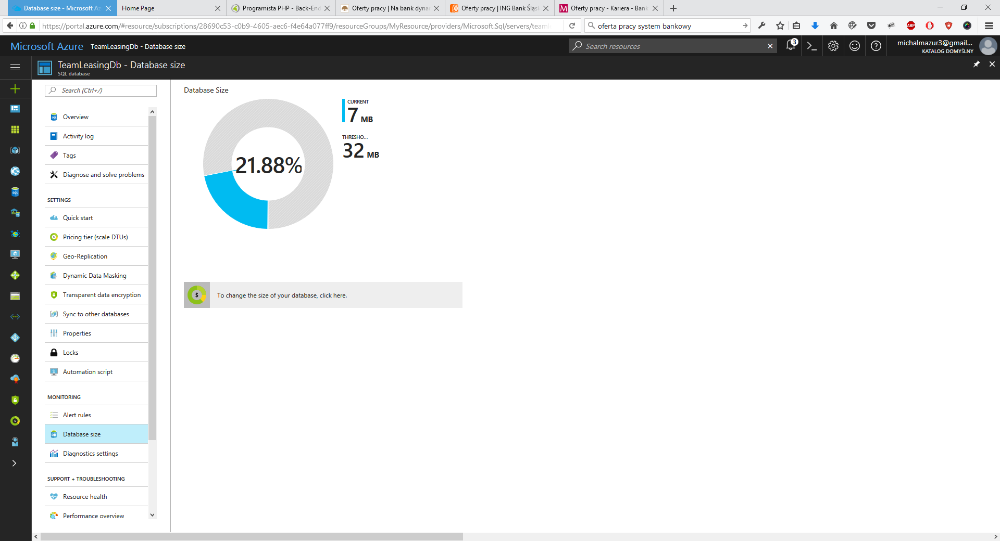 Database size - Microsoft Az
Home Page
Programista PHP - Back-End
Oferty pracy | Na bank dynan
Oferty pracy | ING Bank Śląsk
Oferty pracy - Kariera - Bank
https://portal.azure.com/#resource/subscriptions/28690c53-c0b9-4605-aec6-f4e64a077ff9/resourceGroups/MyResource/providers/Microsoft.Sql/servers/teaml
oferta pracy system bankowy
ABP
Microsoft Azure
TeamLeasingDb - Database size
Search resources
3
michalmazur3@gmail...
KATALOG DOMYŚLNY
TeamLeasingDb - Database size
SQL database
Search (Ctrl+/)
Overview
Activity log
Tags
Diagnose and solve problems
SETTINGS
Quick start
Pricing tier (scale DTUs)
Geo-Replication
Dynamic Data Masking
Transparent data encryption
Sync to other databases
Properties
Locks
Automation script
MONITORING
Alert rules
Database size
Diagnostics settings
SUPPORT + TROUBLESHOOTING
Resource health
Performance overview
Database Size
21.88%
CURRENT
7 MB
THRESHO...
32 MB
$
To change the size of your database, click here.